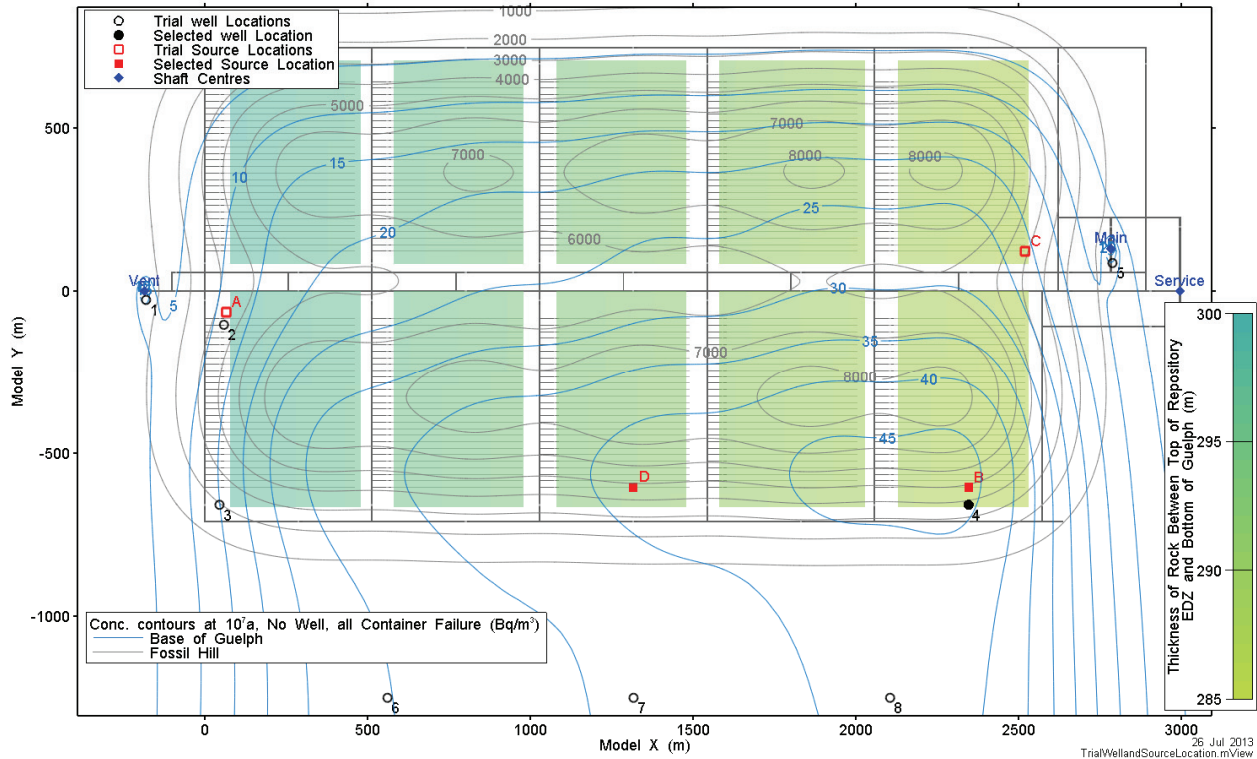 Trial well Locations
Selected well Location
Trial Source Locations
Selected Source Location
Shaft Centres
1000
2000
3000
4000
5000
7000
7000
8000
8000
6000
7000
8000
10
15
20
25
30
35
40
45
5
Vent
Main
Service
A
B
C
D
1
2
3
4
5
6
7
8
500
0
-500
-1000
Model Y (m)
0
500
1000
1500
2000
2500
3000
Model X (m)
Conc. contours at 10⁷a, No Well, all Container Failure (Bq/m³)
Base of Guelph
Fossil Hill
Thickness of Rock Between Top of Repository
EDZ and Bottom of Guelph (m)
300
295
290
285
26 Jul 2013
TrialWellandSourceLocation.mView